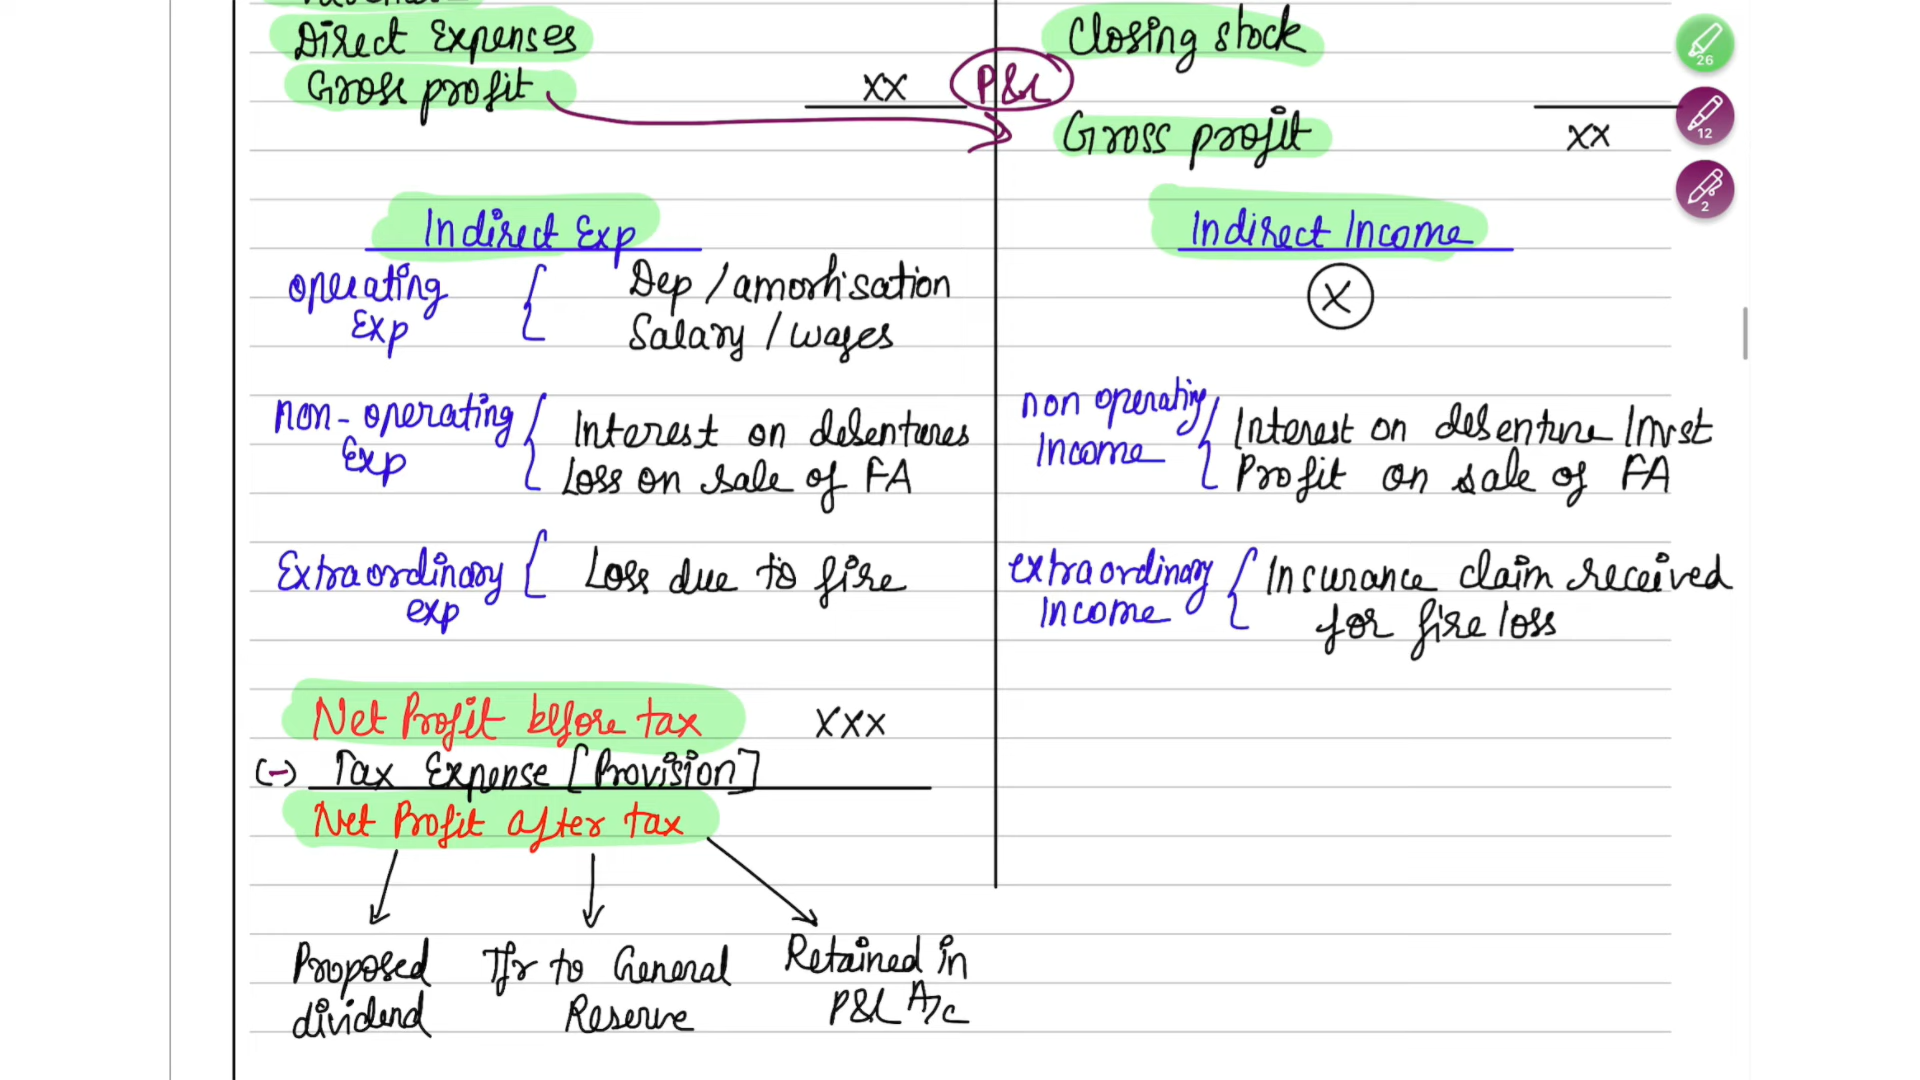 Direct Expenses
Gross profit XX
P&L
Closing stock
Gross profit XX
Indirect Exp
operating Exp { Dep / amortisation
Salary / wages
non-operating Exp { Interest on debentures
Loss on sale of FA
Extraordinary exp { Loss due to fire
Indirect Income
X
non operating Income { Interest on debenture Invst
Profit on sale of FA
extraordinary Income { Insurance claim received
for fire loss
Net Profit before tax XXX
(-) Tax Expense [Provision]
Net Profit after tax
Proposed
dividend
Tfr to General
Reserve
Retained in
P&L A/c
26
12
2